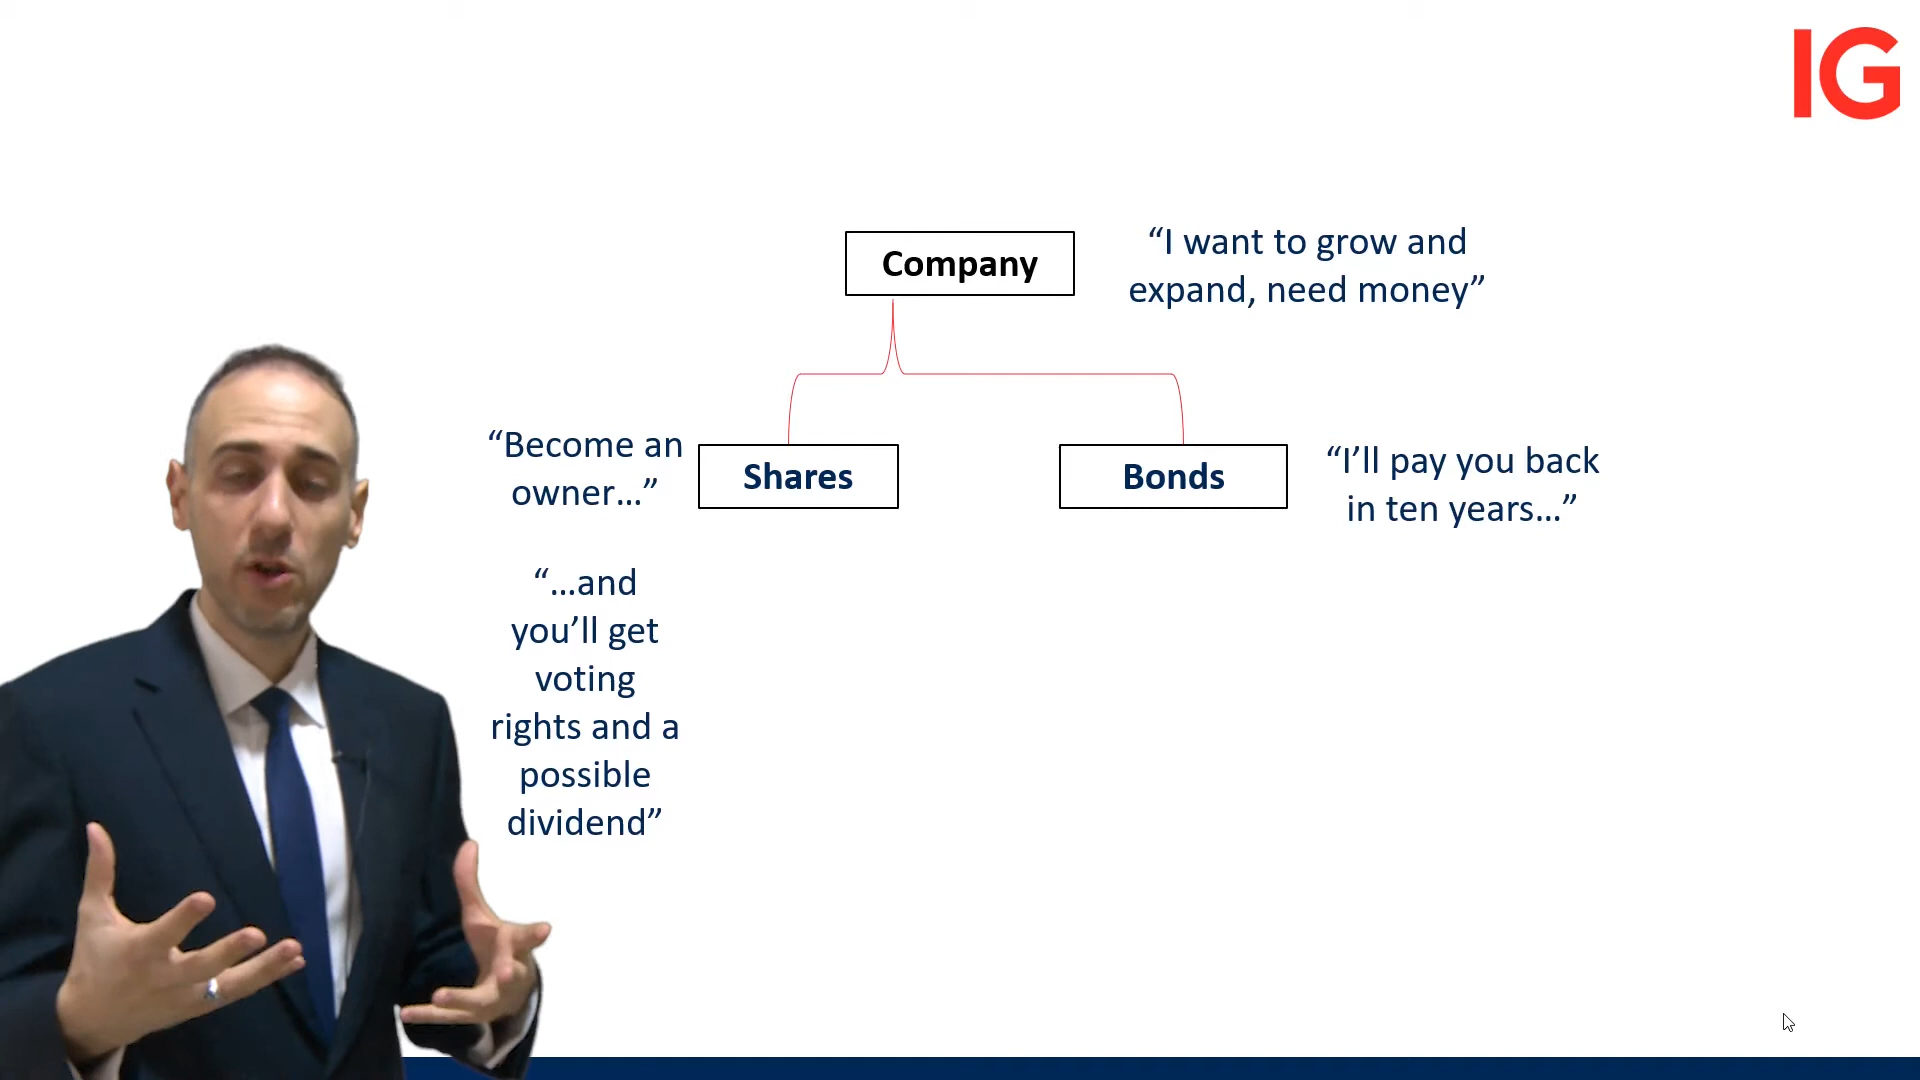 IG
Company
“I want to grow and
expand, need money”
“Become an
owner…”
Shares
Bonds
“I’ll pay you back
in ten years…”
“…and
you’ll get
voting
rights and a
possible
dividend”